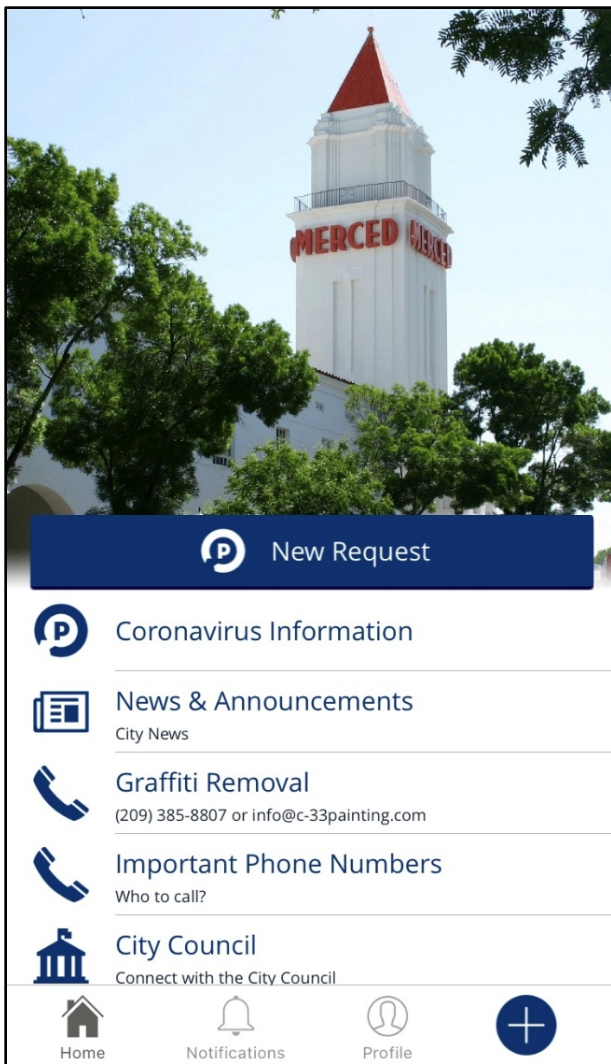 MERCED MERCED
P New Request
P Coronavirus Information
News & Announcements
City News
Graffiti Removal
(209) 385-8807 or info@c-33painting.com
Important Phone Numbers
Who to call?
City Council
Connect with the City Council
Home Notifications Profile